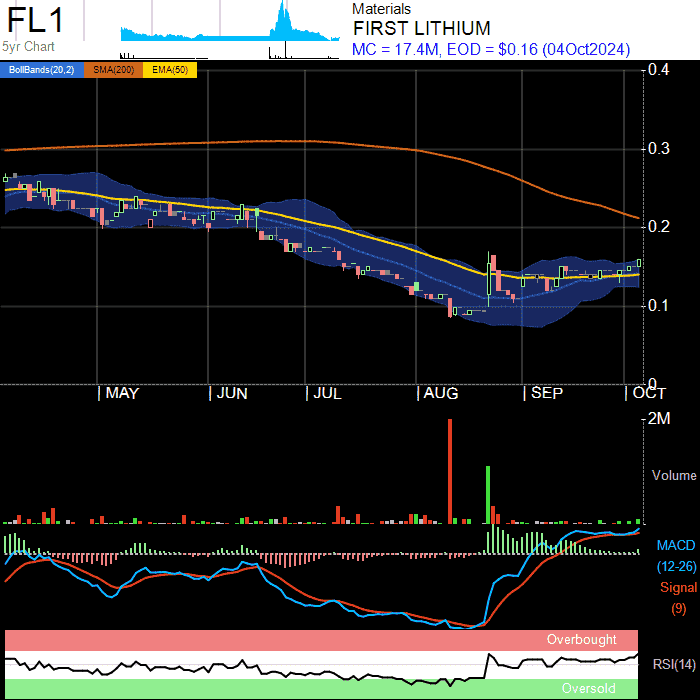 FL1
5yr Chart
Materials
FIRST LITHIUM
MC = 17.4M, EOD = $0.16 (04Oct2024)
BollBands(20,2) SMA(200) EMA(50)
0.4
0.3
0.2
0.1
0
MAY JUN JUL AUG SEP OCT
2M
Volume
MACD
(12-26)
Signal
(9)
Overbought
RSI(14)
Oversold